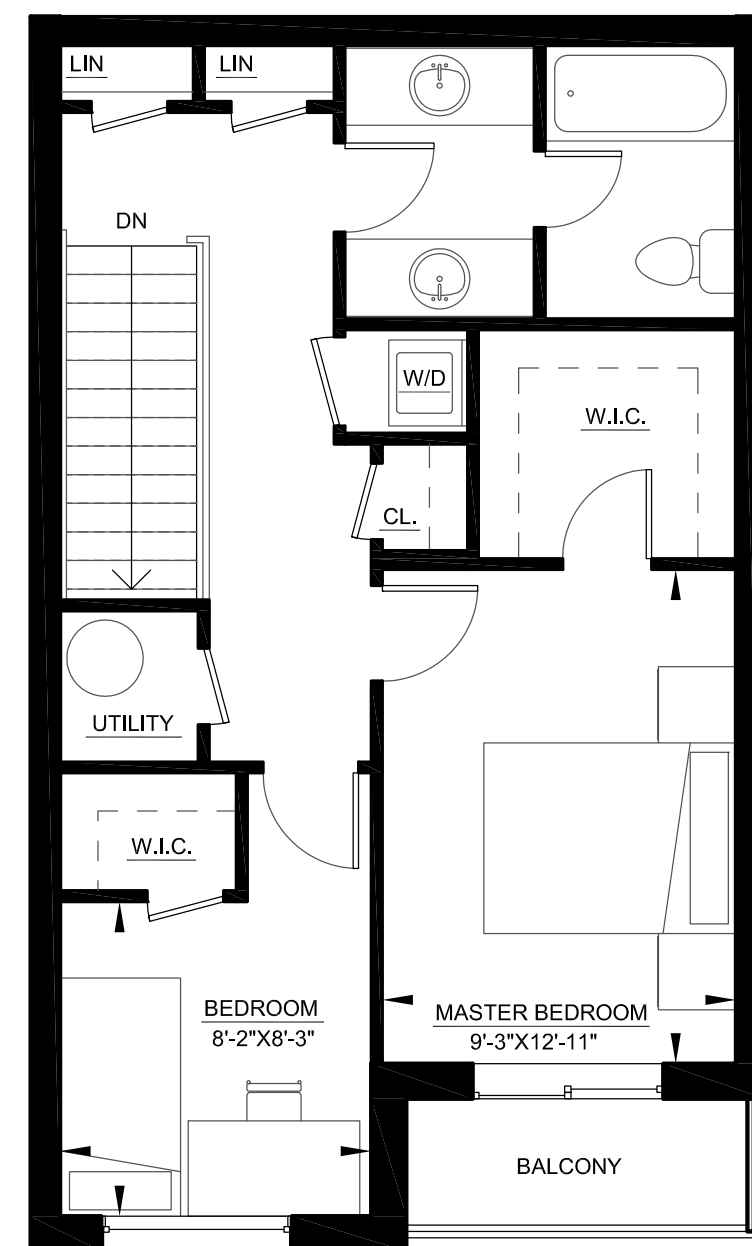 LIN
LIN
DN
W/D
W.I.C.
CL.
UTILITY
W.I.C.
BEDROOM
8'-2"X8'-3"
MASTER BEDROOM
9'-3"X12'-11"
BALCONY